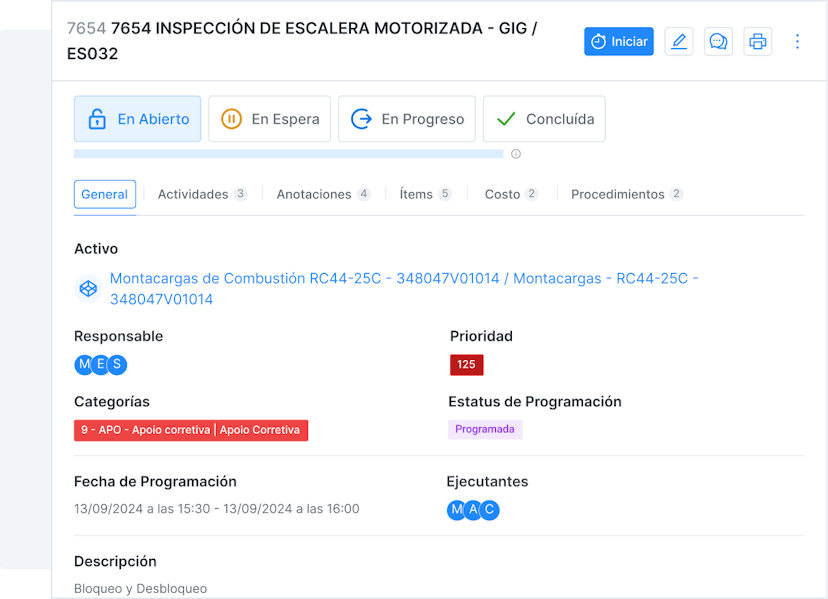 7654 7654 INSPECCIÓN DE ESCALERA MOTORIZADA - GIG /
ES032
Iniciar
En Abierto
En Espera
En Progreso
Concluída
General
Actividades 3
Anotaciones 4
Ítems 5
Costo 2
Procedimientos 2
Activo
Montacargas de Combustión RC44-25C - 348047V01014 / Montacargas - RC44-25C -
348047V01014
Responsable
Prioridad
M E S
125
Categorías
Estatus de Programación
9 - APO - Apoio corretiva | Apoio Corretiva
Programada
Fecha de Programación
Ejecutantes
13/09/2024 a las 15:30 - 13/09/2024 a las 16:00
M A C
Descripción
Bloqueo y Desbloqueo